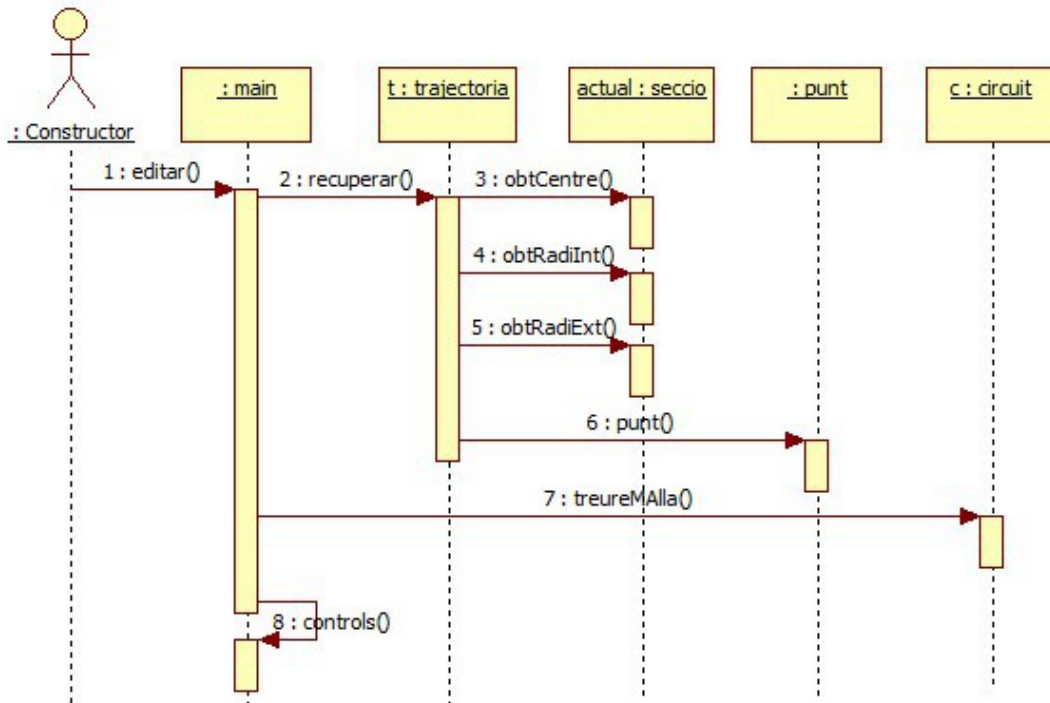 : Constructor
: main
t : trajectoria
actual : seccio
: punt
c : circuit
1 : editar()
2 : recuperar()
3 : obtCentre()
4 : obtRadiInt()
5 : obtRadiExt()
6 : punt()
7 : treureMAlla()
8 : controls()